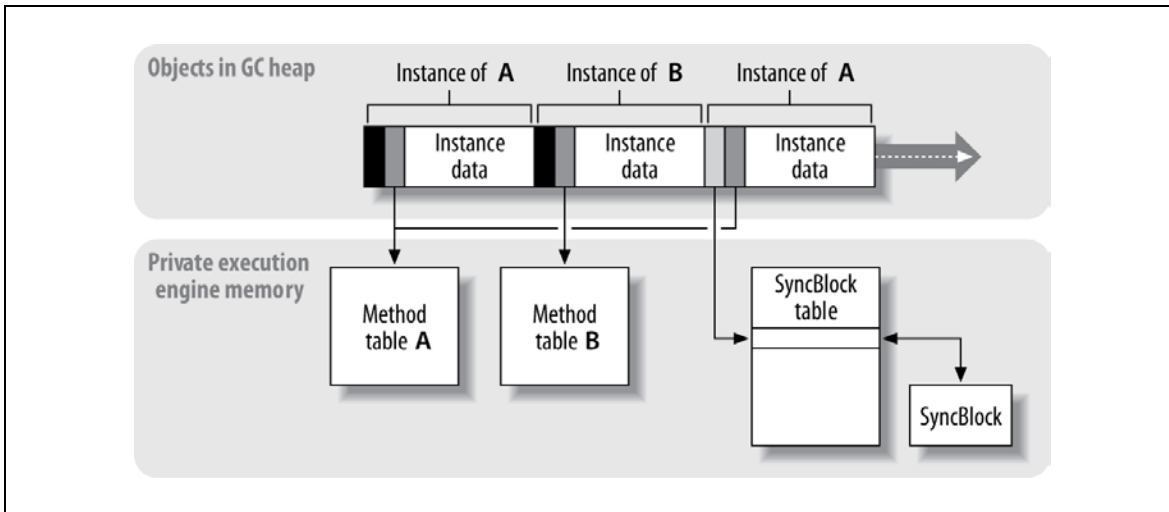 Objects in GC heap
Instance of A
Instance of B
Instance of A
Instance
data
Instance
data
Instance
data
Private execution
engine memory
Method
table A
Method
table B
SyncBlock
table
SyncBlock